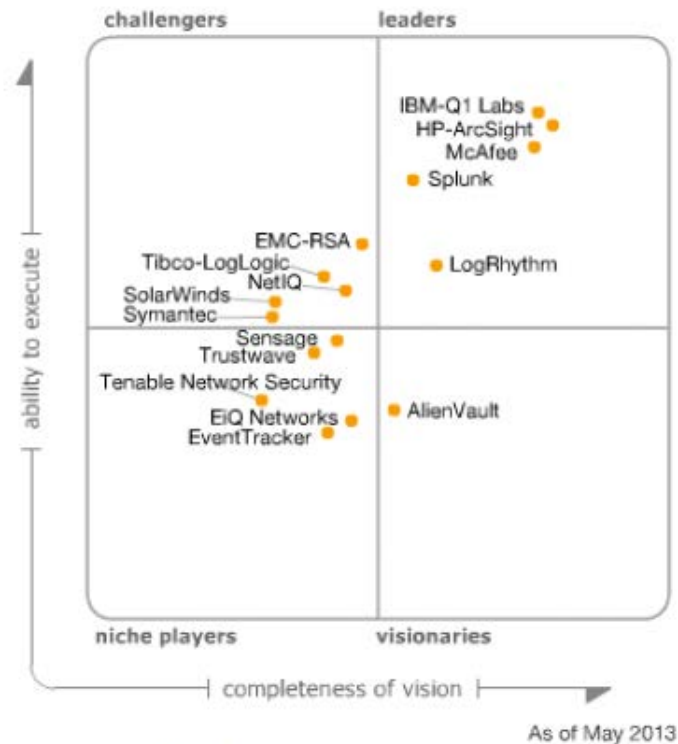 challengers
leaders
IBM-Q1 Labs
HP-ArcSight
McAfee
Splunk
EMC-RSA
Tibco-LogLogic
LogRhythm
NetIQ
SolarWinds
Symantec
Sensage
Trustwave
Tenable Network Security
AlienVault
EiQ Networks
EventTracker
ability to execute
niche players
visionaries
completeness of vision
As of May 2013